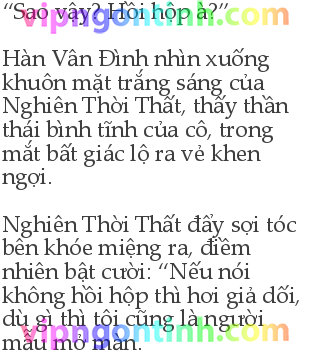 “Sao vậy? Hồi hộp à?”
vipngontinh.com
Hàn Vân Đình nhìn xuống
khuôn mặt trắng sáng của
Nghiên Thời Thất, thấy thần
thái bình tĩnh của cô, trong
mắt bất giác lộ ra vẻ khen
ngợi.
Nghiên Thời Thất đẩy sợi tóc
bên khóe miệng ra, điềm
nhiên bật cười: “Nếu nói
không hồi hộp thì hơi giả dối,
dù gì thì tôi cũng là người
mẫu mở màn.
vipngontinh.com